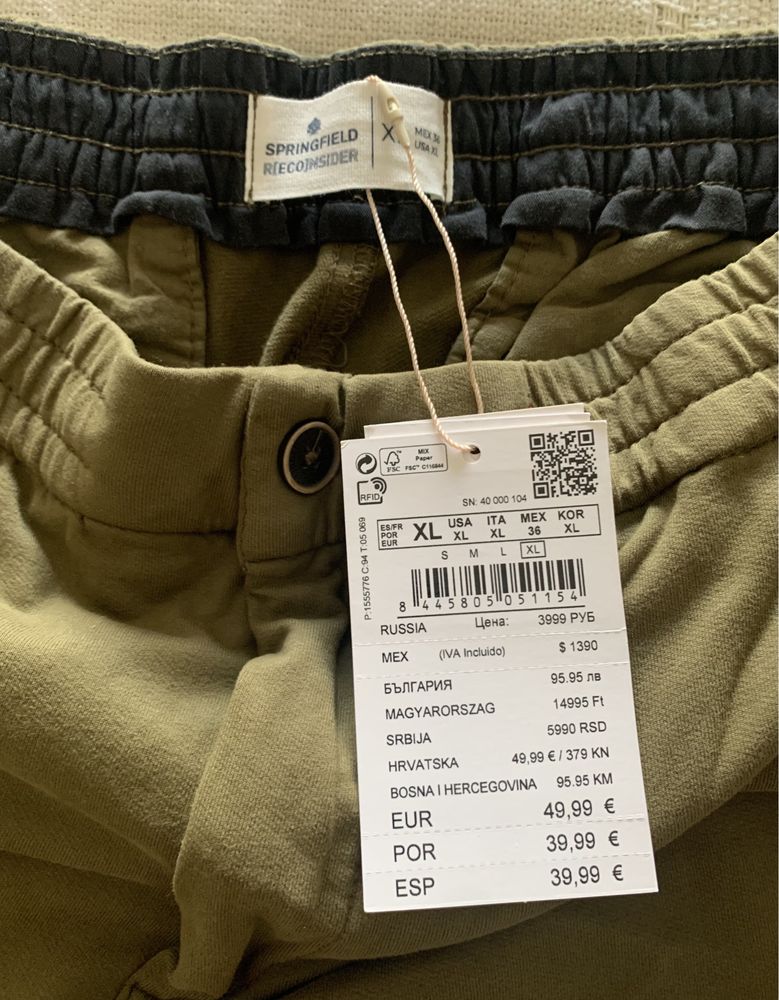 SPRINGFIELD
R[ECO]NSIDER
X
MEX 36
USA XL
MIX
Paper
FSC™ C116844
FSC
RFID
SN: 40 000 104
P:1555776 C:94 T:05 069
ES/FR POR EUR XL USA XL ITA XL MEX 36 KOR XL
S M L XL
8 445805 051154
RUSSIA Цена: 3999 РУБ
MEX (IVA Incluido) $ 1390
БЪЛГАРИЯ 95.95 лв
MAGYARORSZAG 14995 Ft
SRBIJA 5990 RSD
HRVATSKA 49,99 € / 379 KN
BOSNA I HERCEGOVINA 95.95 KM
EUR 49,99 €
POR 39,99 €
ESP 39,99 €